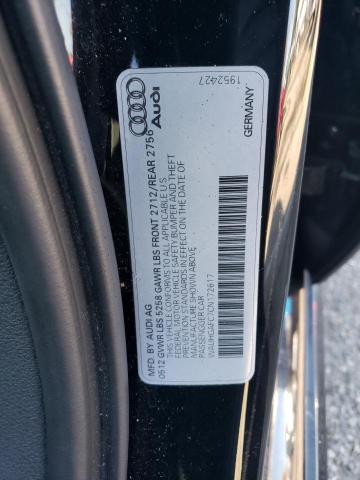 Audi
1952427
GERMANY
MFD. BY AUDI AG
0512 GVWR LBS 5258 GAWR LBS FRONT 2712/REAR 2756
THIS VEHICLE CONFORMS TO ALL APPLICABLE U.S.
FEDERAL MOTOR VEHICLE SAFETY BUMPER AND THEFT
PREVENTION STANDARDS IN EFFECT ON THE DATE OF
MANUFACTURE SHOWN ABOVE
PASSENGER CAR
WAUHGAFC7CN172617